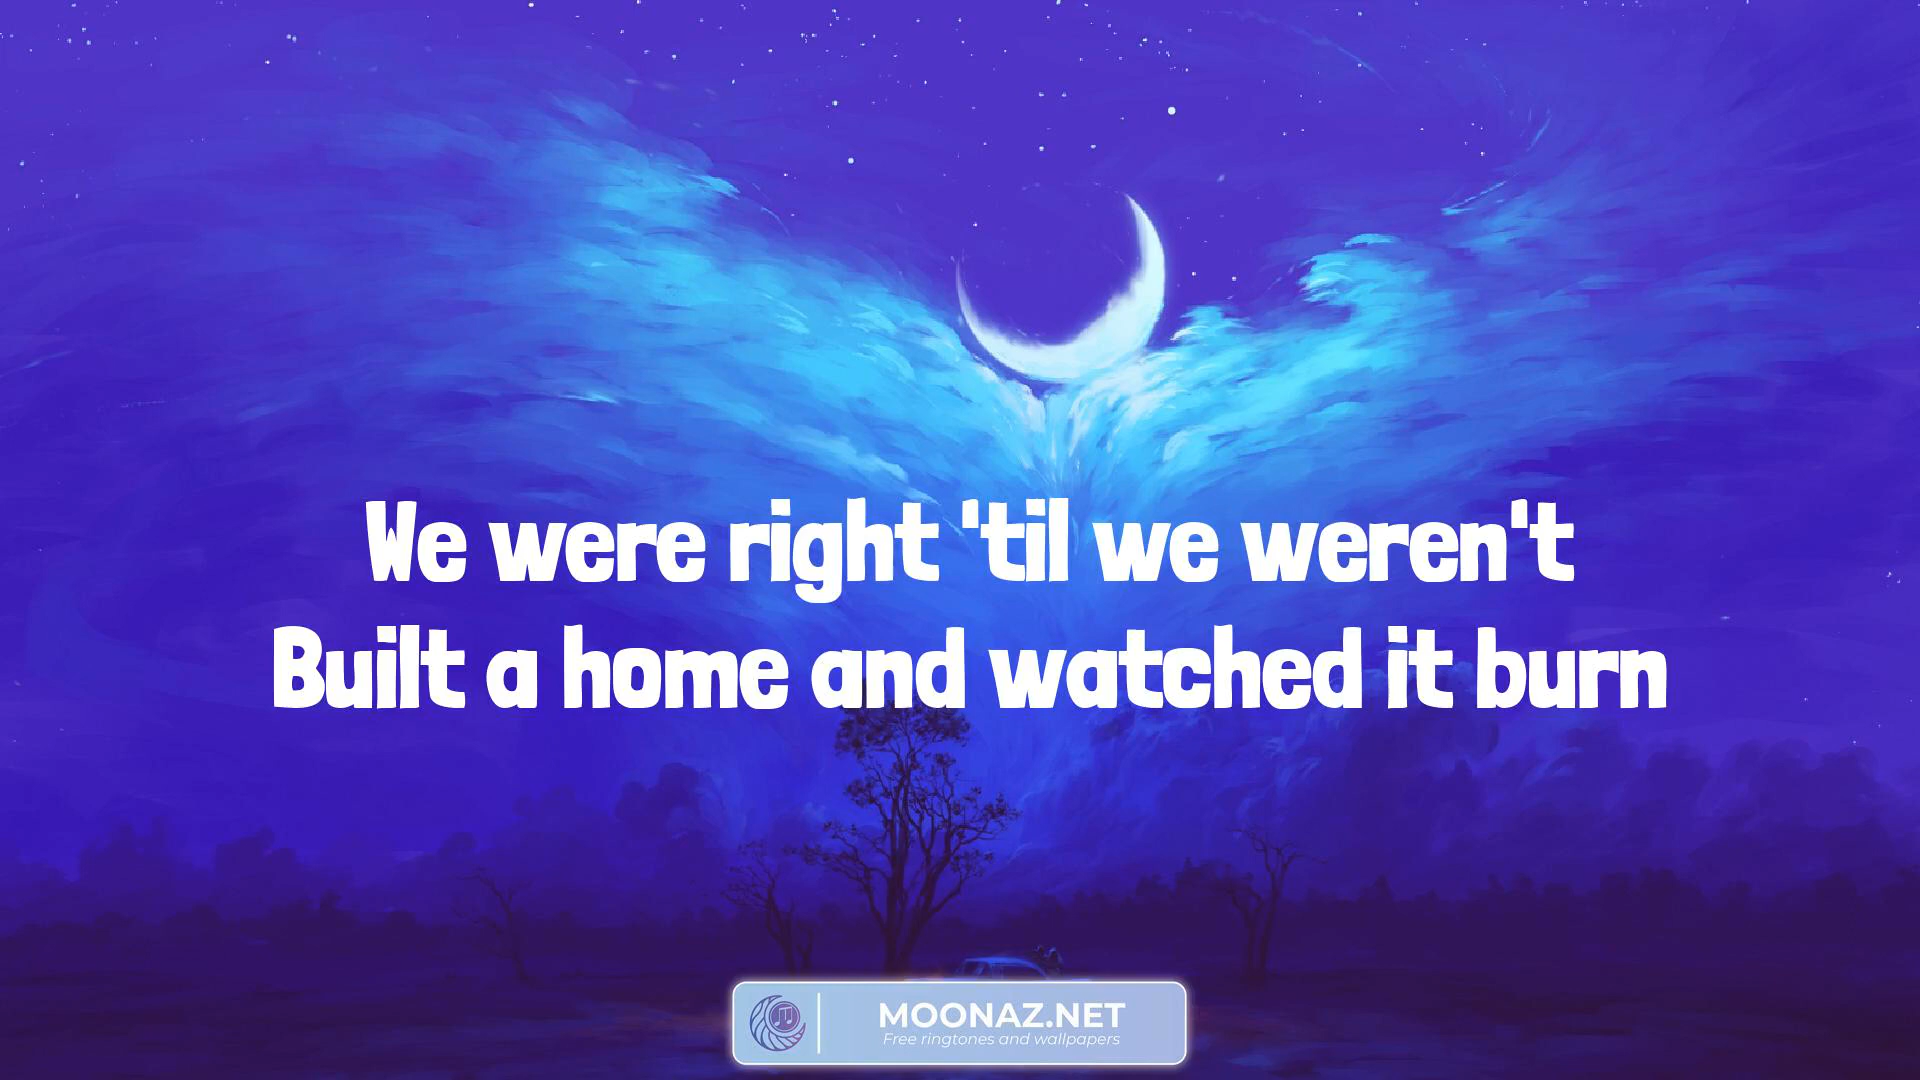 We were right 'til we weren't
Built a home and watched it burn
MOONAZ.NET
Free ringtones and wallpapers